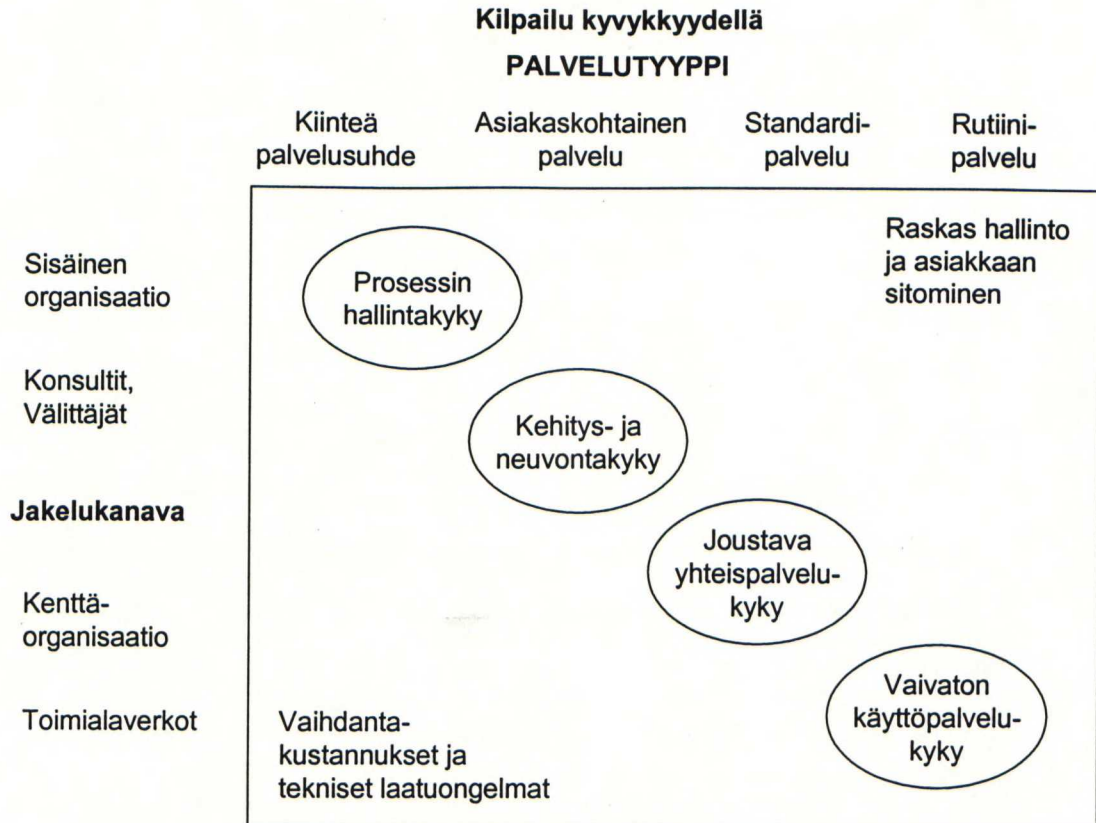 Kilpailu kyvykkyydellä
PALVELUTYYPPI
Kiinteä
palvelusuhde
Asiakaskohtainen
palvelu
Standardi-
palvelu
Rutiini-
palvelu
Sisäinen
organisaatio
Prosessin
hallintakyky
Raskas hallinto
ja asiakkaan
sitominen
Konsultit,
Välittäjät
Kehitys- ja
neuvontakyky
Jakelukanava
Joustava
yhteispalvelu-
kyky
Kenttä-
organisaatio
Toimialaverkot
Vaihdanta-
kustannukset ja
tekniset laatuongelmat
Vaivaton
käyttöpalvelu-
kyky